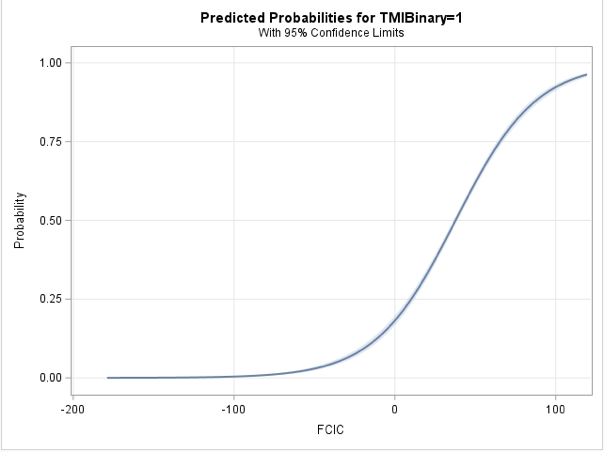 Predicted Probabilities for TMIBinary=1
With 95% Confidence Limits
1.00
0.75
0.50
0.25
0.00
Probability
-200
-100
0
100
FCIC